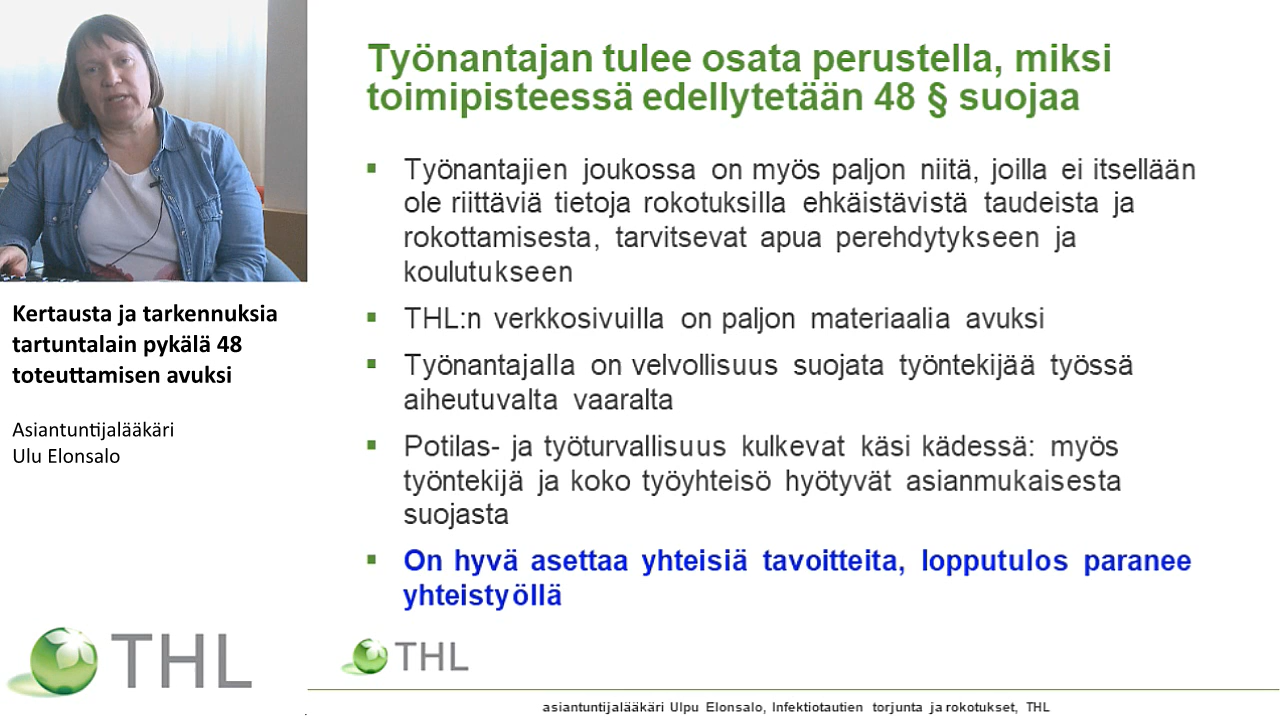 Työnantajan tulee osata perustella, miksi
toimipisteessä edellytetään 48 § suojaa
Työnantajien joukossa on myös paljon niitä, joilla ei itsellään
ole riittäviä tietoja rokotuksilla ehkäistävistä taudeista ja
rokottamisesta, tarvitsevat apua perehdytykseen ja
koulutukseen
THL:n verkkosivuilla on paljon materiaalia avuksi
Työnantajalla on velvollisuus suojata työntekijää työssä
aiheutuvalta vaaralta
Potilas- ja työturvallisuus kulkevat käsi kädessä: myös
työntekijä ja koko työyhteisö hyötyvät asianmukaisesta
suojasta
On hyvä asettaa yhteisiä tavoitteita, lopputulos paranee
yhteistyöllä
THL
asiantuntijalääkäri Ulpu Elonsalo, Infektiotautien torjunta ja rokotukset, THL
Kertausta ja tarkennuksia
tartuntalain pykälä 48
toteuttamisen avuksi
Asiantuntijalääkäri
Ulu Elonsalo
THL